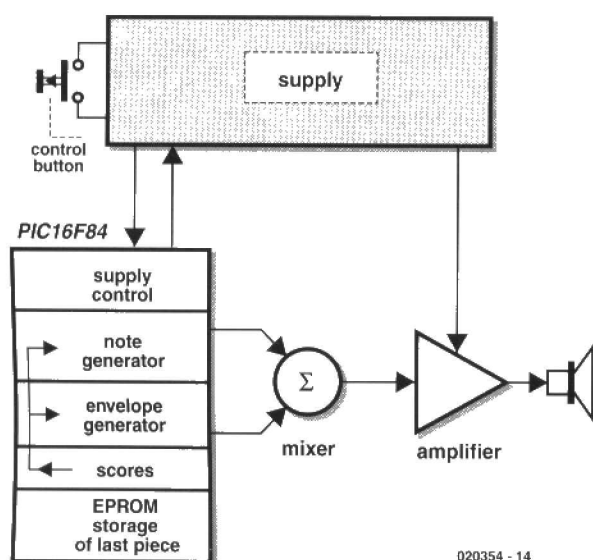 supply
control
button
PIC16F84
supply
control
note
generator
envelope
generator
scores
EPROM
storage
of last piece
Σ
mixer
amplifier
020354 - 14